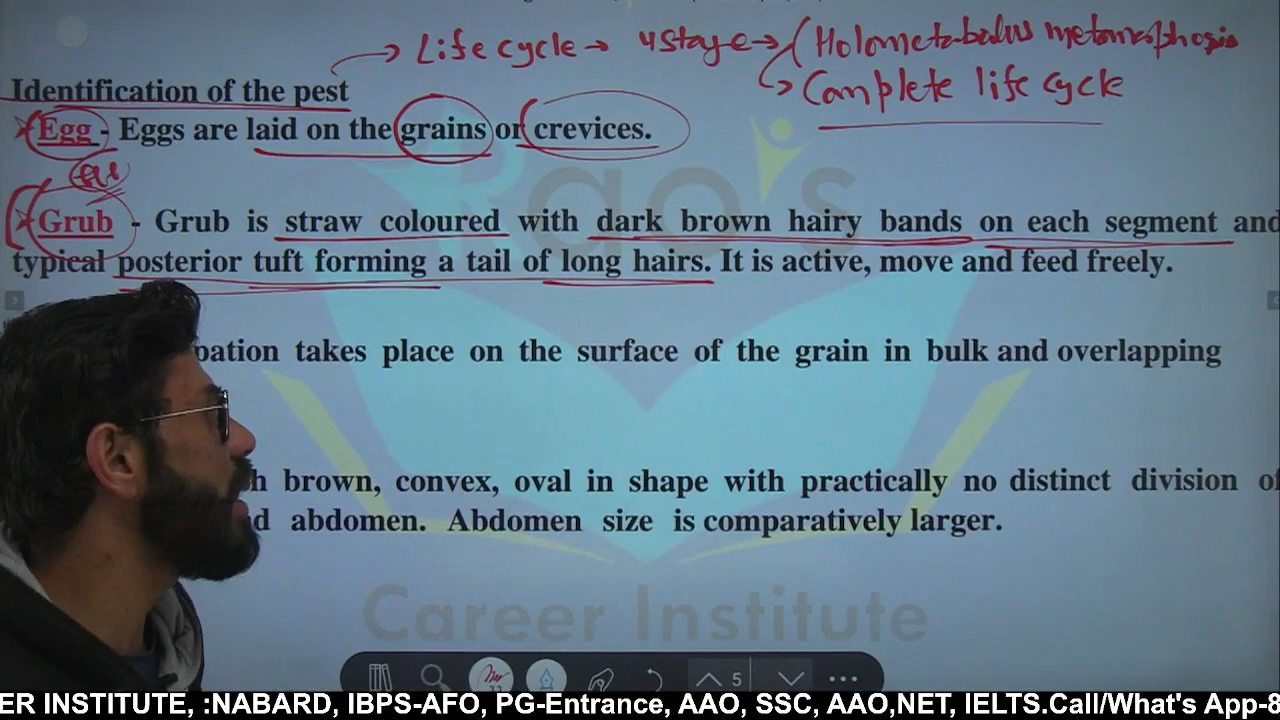 → Life cycle → 4 stage → (Holometabolus metamorphosis
→ Complete life cycle
Identification of the pest
Egg - Eggs are laid on the grains or crevices.
Grub - Grub is straw coloured with dark brown hairy bands on each segment and
typical posterior tuft forming a tail of long hairs. It is active, move and feed freely.
pation takes place on the surface of the grain in bulk and overlapping
h brown, convex, oval in shape with practically no distinct division of
d abdomen. Abdomen size is comparatively larger.
Rao's
Career Institute
5
ER INSTITUTE, :NABARD, IBPS-AFO, PG-Entrance, AAO, SSC, AAO,NET, IELTS.Call/What's App-8